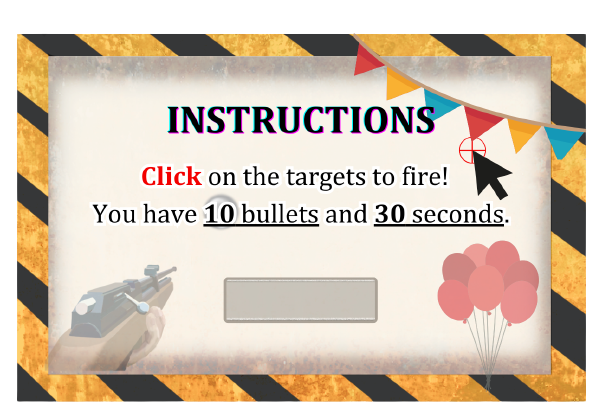 INSTRUCTIONS
Click on the targets to fire!
You have 10 bullets and 30 seconds.